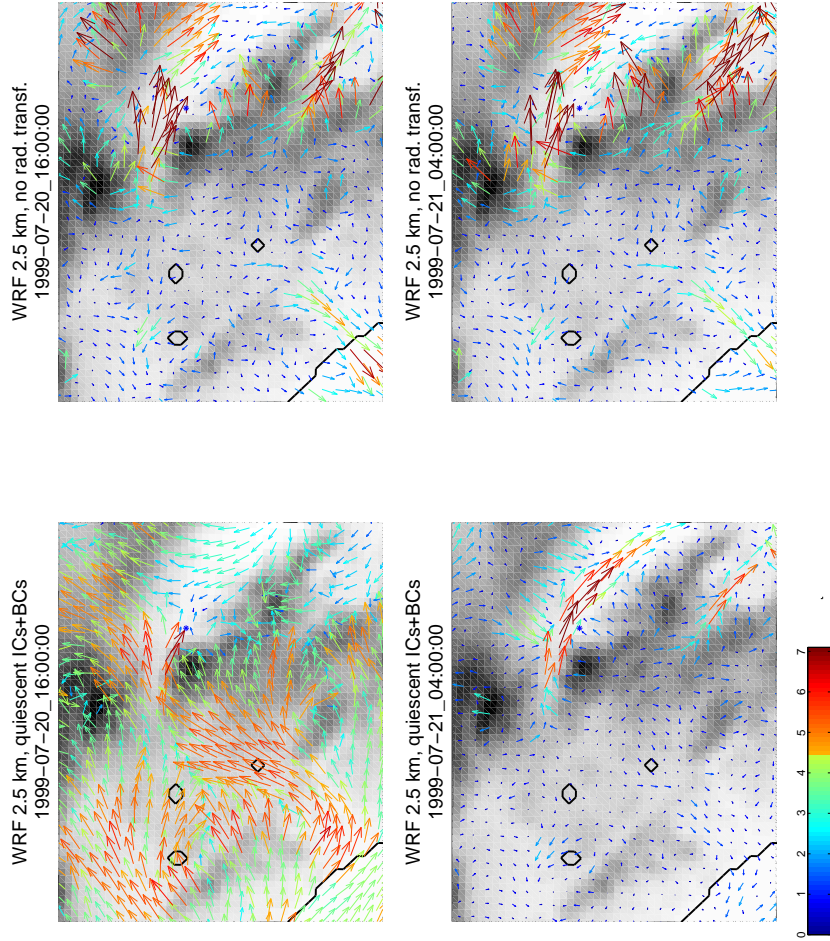 WRF 2.5 km, no rad. transf.
1999−07−20_16:00:00
WRF 2.5 km, no rad. transf.
1999−07−21_04:00:00
WRF 2.5 km, quiescent ICs+BCs
1999−07−20_16:00:00
WRF 2.5 km, quiescent ICs+BCs
1999−07−21_04:00:00
0 1 2 3 4 5 6 7